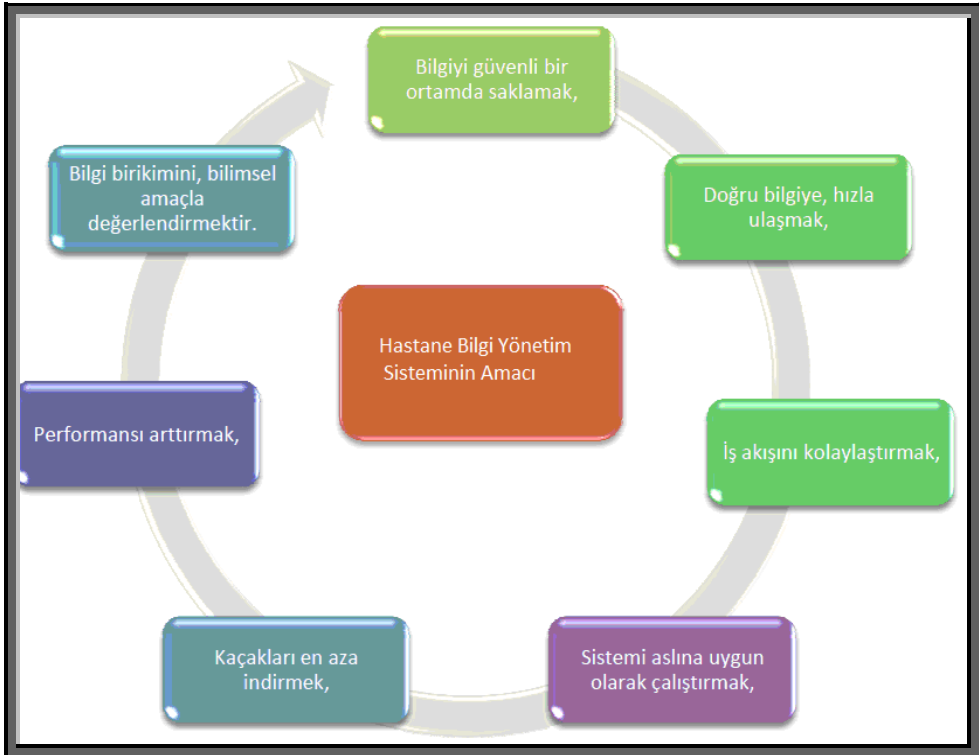 Bilgiyi güvenli bir
ortamda saklamak,
Doğru bilgiye, hızla
ulaşmak,
İş akışını kolaylaştırmak,
Sistemi aslına uygun
olarak çalıştırmak,
Kaçakları en aza
indirmek,
Performansı arttırmak,
Bilgi birikimini, bilimsel
amaçla
değerlendirmektir.
Hastane Bilgi Yönetim
Sisteminin Amacı